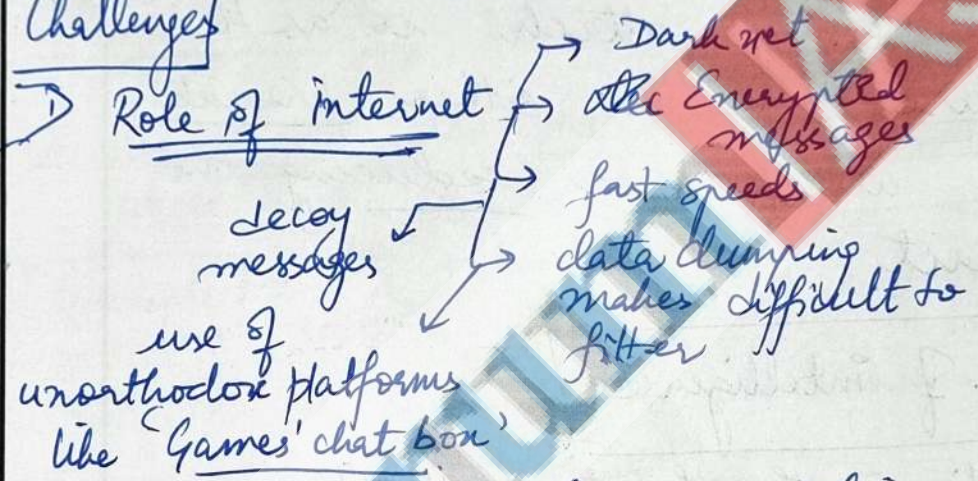 Challenges
1) Role of internet
Dark net
Encrypted
messages
fast speeds
data dumping
makes difficult to
filter
decoy
messages
use of
unorthodox platforms
like 'Games' chat box'